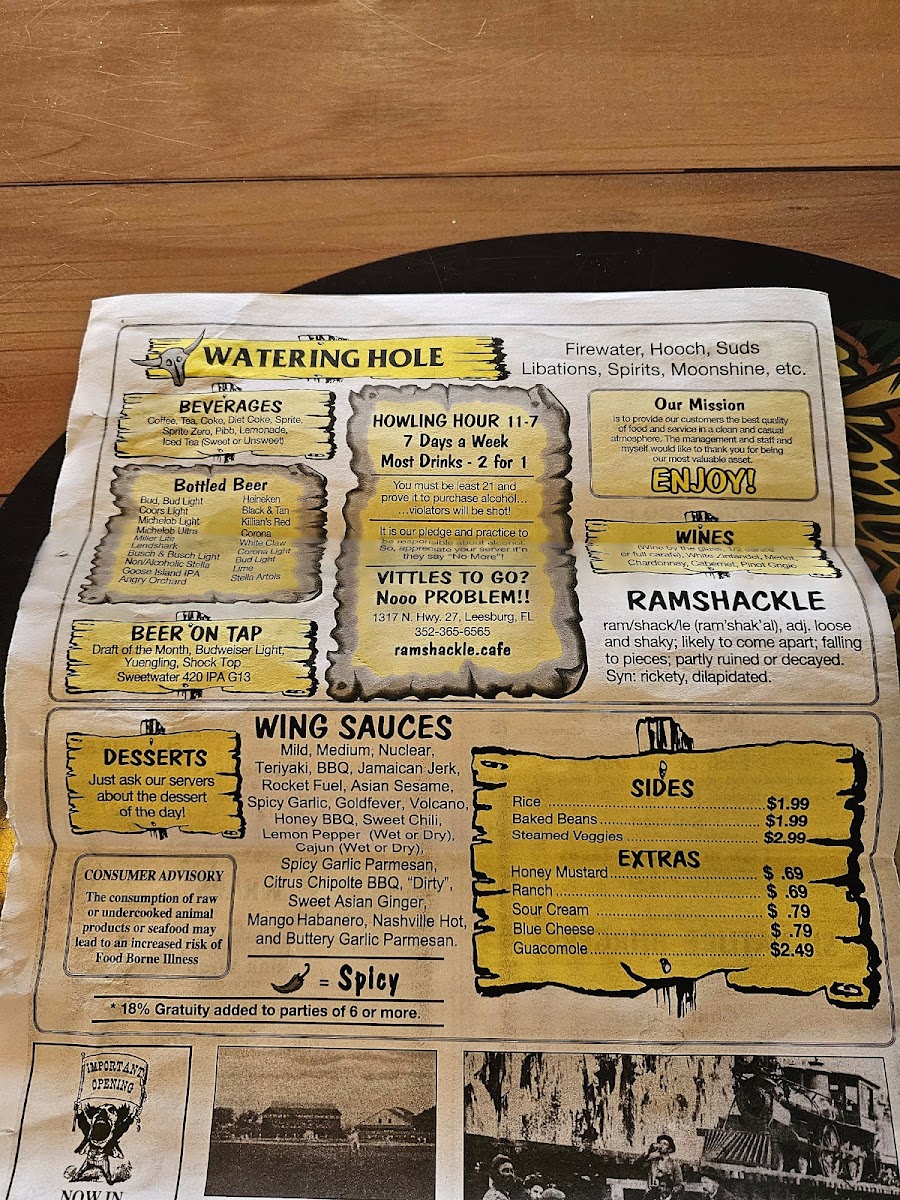 WATERING HOLE
Firewater, Hooch, Suds
Libations, Spirits, Moonshine, etc.
BEVERAGES
Coffee, Tea, Coke, Diet Coke, Sprite,
Sprite Zero, Pibb, Lemonade,
Iced Tea (Sweet or Unsweet)
Bottled Beer
Bud, Bud Light
Coors Light
Michelob Light
Michelob Ultra
Miller Lite
Landshark
Busch & Busch Light
Non/Alcoholic Stella
Goose Island IPA
Angry Orchard
Heineken
Black & Tan
Killian's Red
Corona
White Claw
Corona Light
Bud Light
Lime
Stella Artois
BEER ON TAP
Draft of the Month, Budweiser Light,
Yuengling, Shock Top
Sweetwater 420 IPA G13
HOWLING HOUR 11-7
7 Days a Week
Most Drinks - 2 for 1
You must be least 21 and
prove it to purchase alcohol...
...violators will be shot!
It is our pledge and practice to
be responsible about alcohol.
So, appreciate your server if'n
they say "No More"!
VITTLES TO GO?
Nooo PROBLEM!!
1317 N. Hwy. 27, Leesburg, FL
352-365-6565
ramshackle.cafe
Our Mission
Is to provide our customers the best quality
of food and service in a clean and casual
atmosphere. The management and staff and
myself would like to thank you for being
our most valuable asset.
ENJOY!
WINES
(Wine by the glass, 1/2 carafe
or full carafe), White Zinfandel, Merlot,
Chardonnay, Cabernet, Pinot Grigio
RAMSHACKLE
ram/shack/le (ram'shak'al), adj. loose
and shaky; likely to come apart; falling
to pieces; partly ruined or decayed.
Syn: rickety, dilapidated.
DESSERTS
Just ask our servers
about the dessert
of the day!
CONSUMER ADVISORY
The consumption of raw
or undercooked animal
products or seafood may
lead to an increased risk of
Food Borne Illness
WING SAUCES
Mild, Medium, Nuclear,
Teriyaki, BBQ, Jamaican Jerk,
Rocket Fuel, Asian Sesame,
Spicy Garlic, Goldfever, Volcano,
Honey BBQ, Sweet Chili,
Lemon Pepper (Wet or Dry),
Cajun (Wet or Dry),
Spicy Garlic Parmesan,
Citrus Chipolte BBQ, "Dirty",
Sweet Asian Ginger,
Mango Habanero, Nashville Hot,
and Buttery Garlic Parmesan.
= Spicy
* 18% Gratuity added to parties of 6 or more.
SIDES
Rice ........ $1.99
Baked Beans........ $1.99
Steamed Veggies ........ $2.99
EXTRAS
Honey Mustard........ $ .69
Ranch ........ $ .69
Sour Cream ........ $ .79
Blue Cheese........ $ .79
Guacomole........ $2.49
IMPORTANT
OPENING
NOW IN